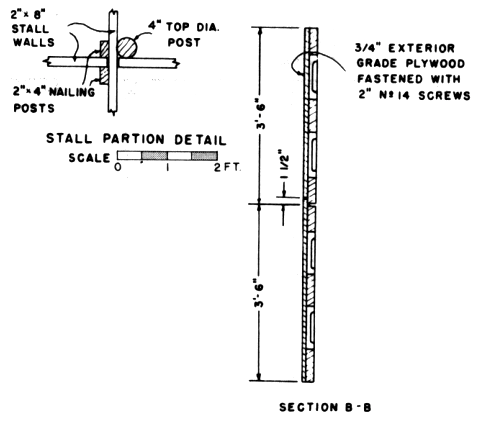 2"x 8"
STALL
WALLS
4" TOP DIA.
POST
2"x 4" NAILING
POSTS
STALL PARTION DETAIL
SCALE
0 1 2 FT.
3/4" EXTERIOR
GRADE PLYWOOD
FASTENED WITH
2" Nº 14 SCREWS
3'-6"
1 1/2"
3'-6"
SECTION B-B